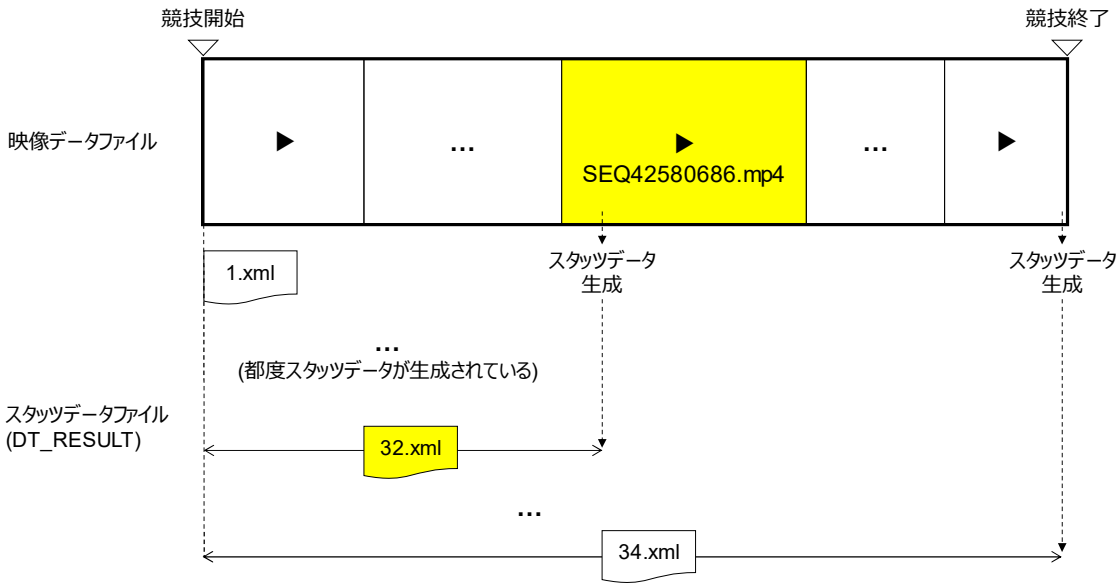 競技開始
競技終了
映像データファイル
▶
...
▶
SEQ42580686.mp4
...
▶
1.xml
スタッツデータ
生成
スタッツデータ
生成
...
(都度スタッツデータが生成されている)
スタッツデータファイル
(DT_RESULT)
32.xml
...
34.xml